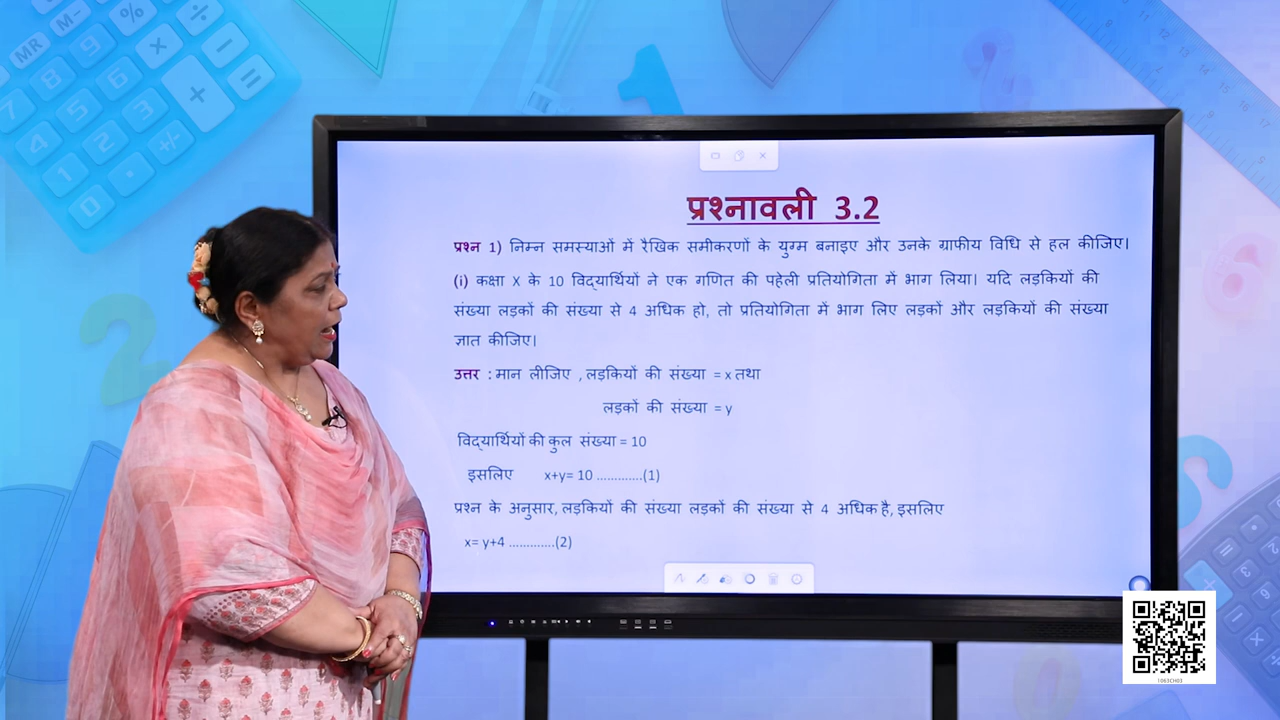 प्रश्नावली 3.2
प्रश्न 1) निम्न समस्याओं में रैखिक समीकरणों के युग्म बनाइए और उनके ग्राफीय विधि से हल कीजिए।
(i) कक्षा X के 10 विद्यार्थियों ने एक गणित की पहेली प्रतियोगिता में भाग लिया। यदि लड़कियों की
संख्या लड़कों की संख्या से 4 अधिक हो, तो प्रतियोगिता में भाग लिए लड़कों और लड़कियों की संख्या
ज्ञात कीजिए।
उत्तर : मान लीजिए , लड़कियों की संख्या = x तथा
लड़कों की संख्या = y
विद्यार्थियों की कुल संख्या = 10
इसलिए x+y= 10 .............(1)
प्रश्न के अनुसार, लड़कियों की संख्या लड़कों की संख्या से 4 अधिक है, इसलिए
x= y+4 .............(2)
1063CH03